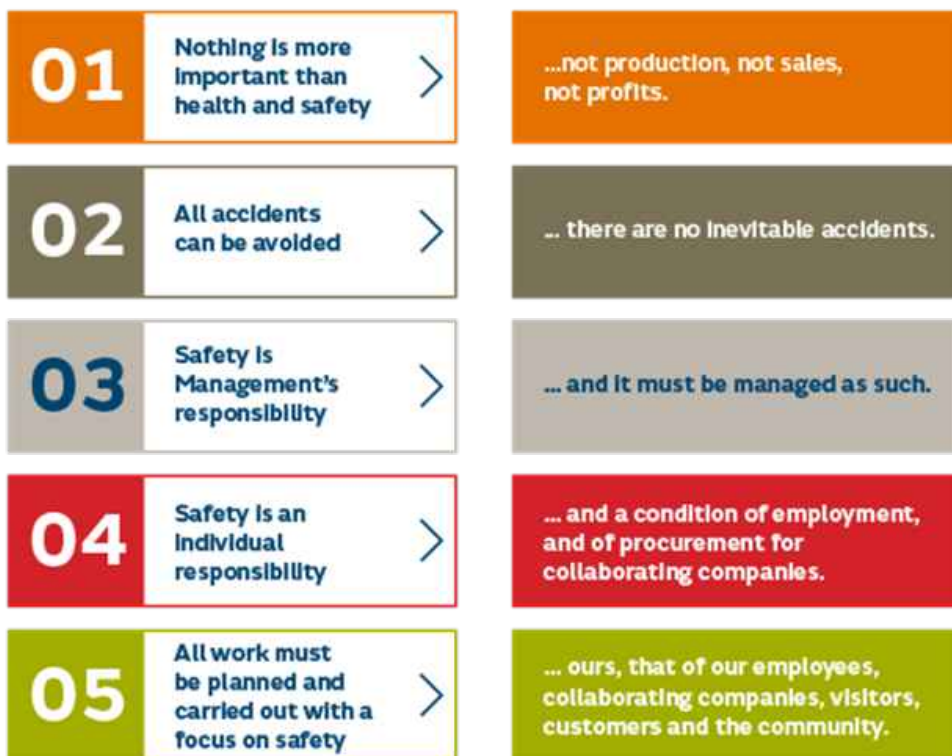 01
Nothing is more
important than
health and safety
...not production, not sales,
not profits.
02
All accidents
can be avoided
... there are no inevitable accidents.
03
Safety is
Management's
responsibility
... and it must be managed as such.
04
Safety is an
individual
responsibility
... and a condition of employment,
and of procurement for
collaborating companies.
05
All work must
be planned and
carried out with a
focus on safety
... ours, that of our employees,
collaborating companies, visitors,
customers and the community.